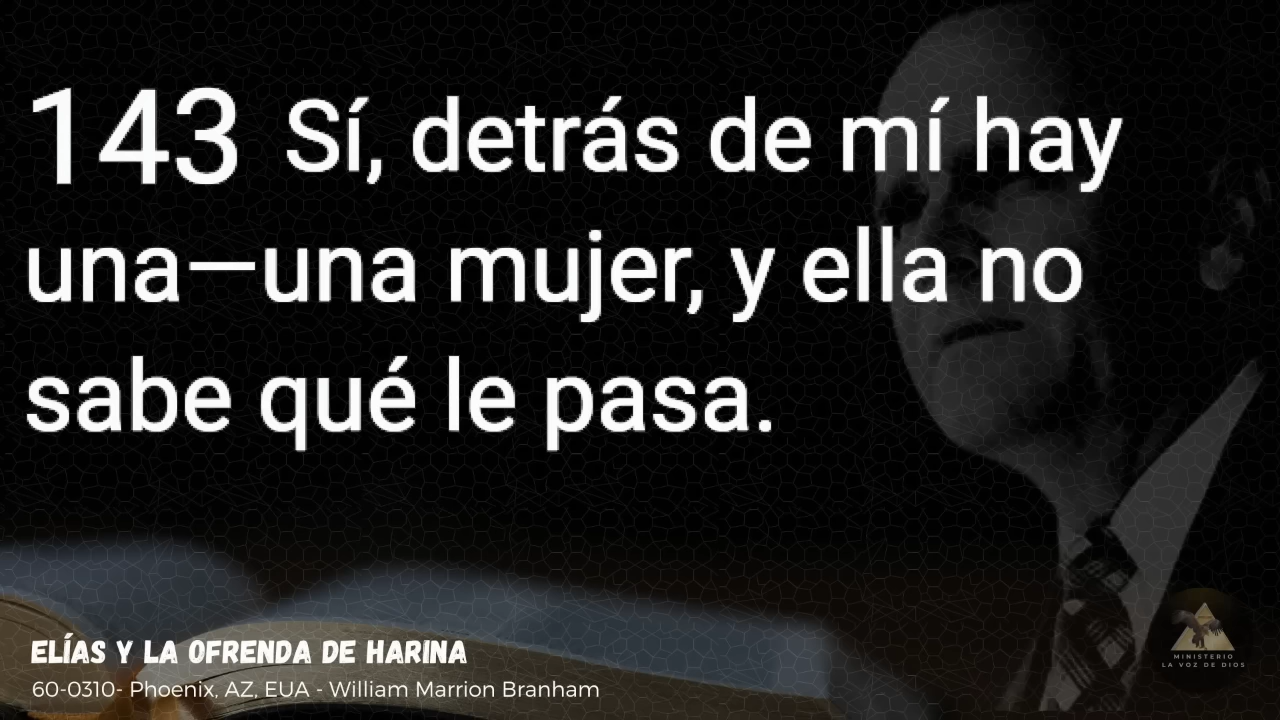 143 Sí, detrás de mí hay
una—una mujer, y ella no
sabe qué le pasa.
ELÍAS Y LA OFRENDA DE HARINA
60-0310- Phoenix, AZ, EUA - William Marrion Branham
MINISTERIO
LA VOZ DE DIOS